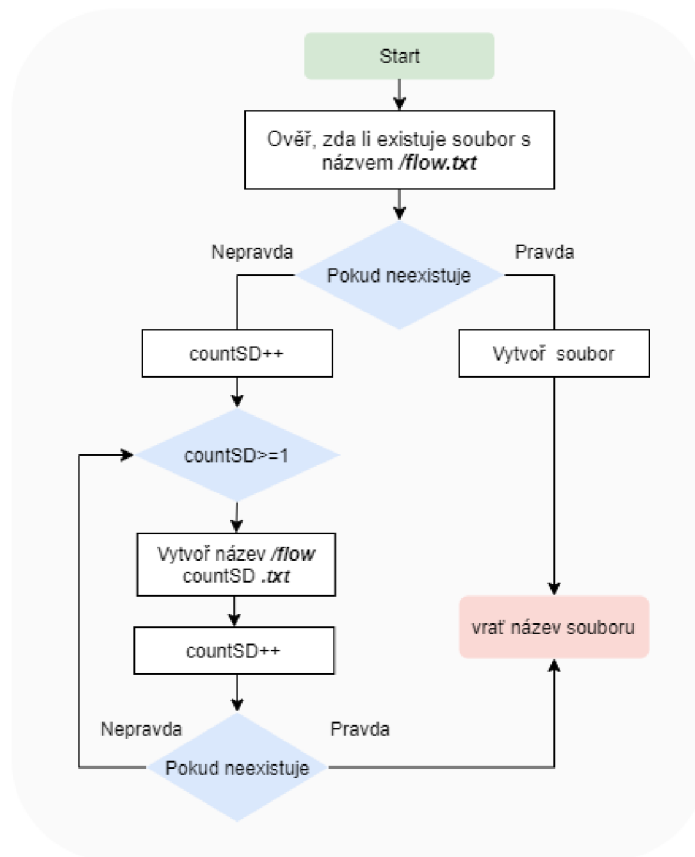 Start
Ověř, zda li existuje soubor s
názvem /flow.txt
Nepravda
Pravda
Pokud neexistuje
countSD++
Vytvoř soubor
countSD>=1
Vytvoř název /flow
countSD .txt
vrať název souboru
countSD++
Nepravda
Pravda
Pokud neexistuje